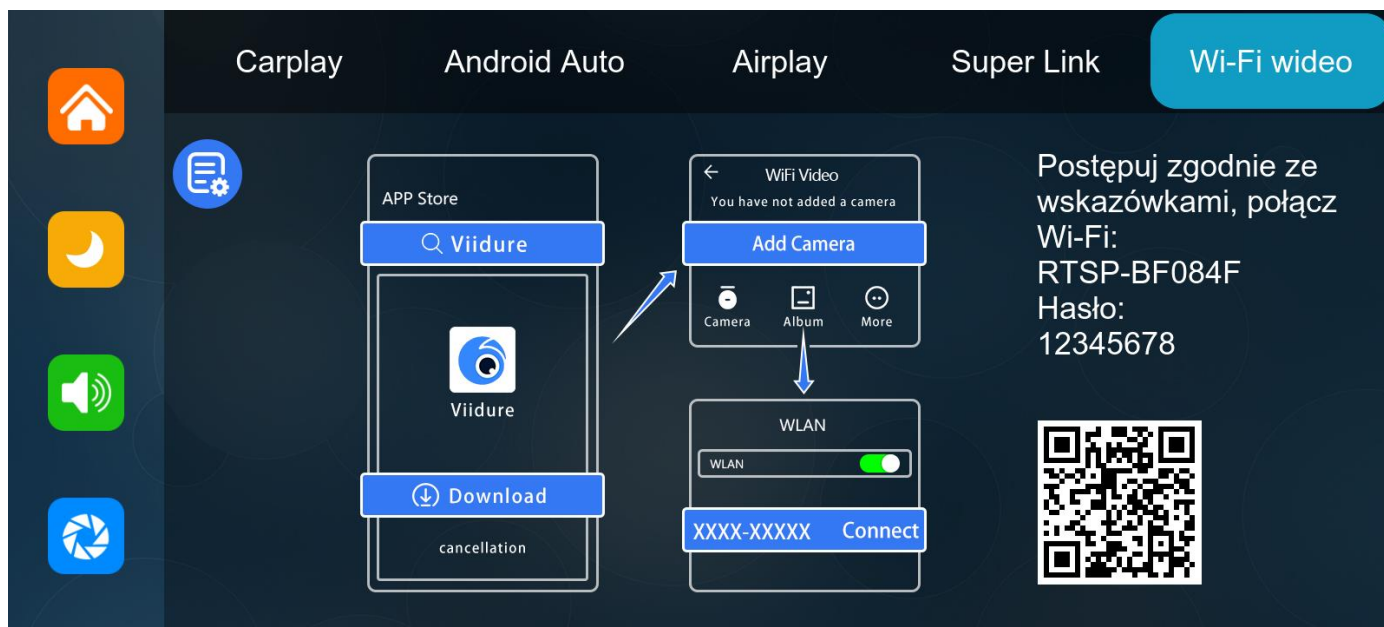 Carplay
Android Auto
Airplay
Super Link
Wi-Fi wideo
APP Store
Viidure
Viidure
Download
cancellation
WiFi Video
You have not added a camera
Add Camera
Camera
Album
More
WLAN
WLAN
XXXX-XXXXX Connect
Postępuj zgodnie ze
wskazówkami, połącz
Wi-Fi:
RTSP-BF084F
Hasło:
12345678